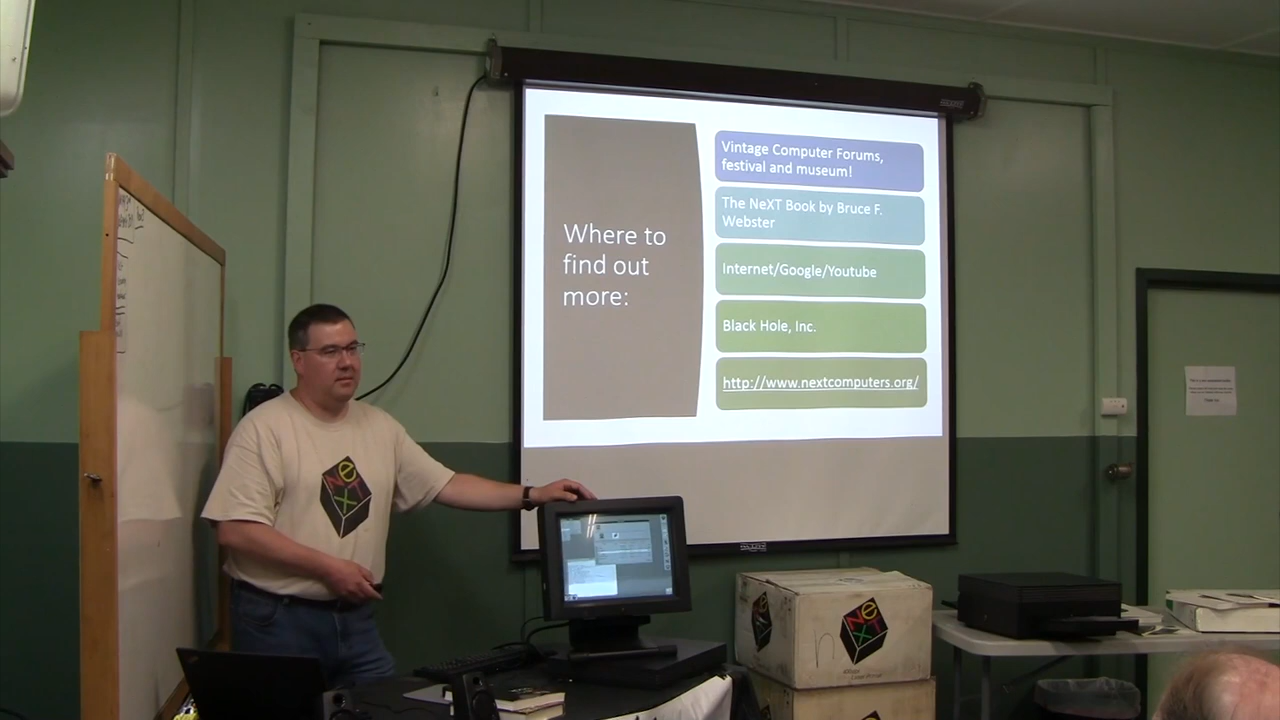 Where to
find out
more:
Vintage Computer Forums,
festival and museum!
The NeXT Book by Bruce F.
Webster
Internet/Google/Youtube
Black Hole, Inc.
http://www.nextcomputers.org/
NeXT
NeXT